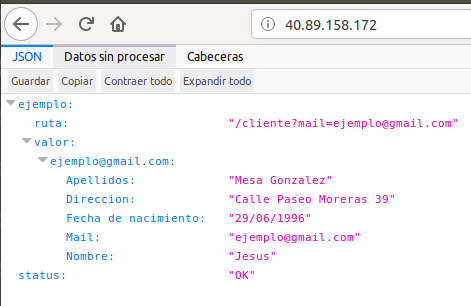 40.89.158.172
JSON Datos sin procesar Cabeceras
Guardar Copiar Contraer todo Expandir todo
ejemplo:
ruta: "/cliente?mail=ejemplo@gmail.com"
valor:
ejemplo@gmail.com:
Apellidos: "Mesa Gonzalez"
Direccion: "Calle Paseo Moreras 39"
Fecha de nacimiento: "29/06/1996"
Mail: "ejemplo@gmail.com"
Nombre: "Jesus"
status: "OK"